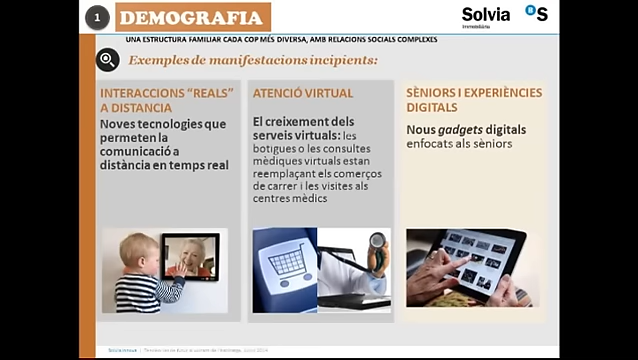 1 DEMOGRAFIA
Solvia
Immobiliària
B S
UNA ESTRUCTURA FAMILIAR CADA COP MÉS DIVERSA, AMB RELACIONS SOCIALS COMPLEXES
Exemples de manifestacions incipients:
INTERACCIONS “REALS”
A DISTANCIA
Noves tecnologies que
permeten la
comunicació a
distància en temps real
ATENCIÓ VIRTUAL
El creixement dels
serveis virtuals: les
botigues o les consultes
mèdiques virtuals estan
reemplaçant els comerços
de carrer i les visites als
centres mèdics
SÈNIORS I EXPERIÈNCIES
DIGITALS
Nous gadgets digitals
enfocats als sèniors